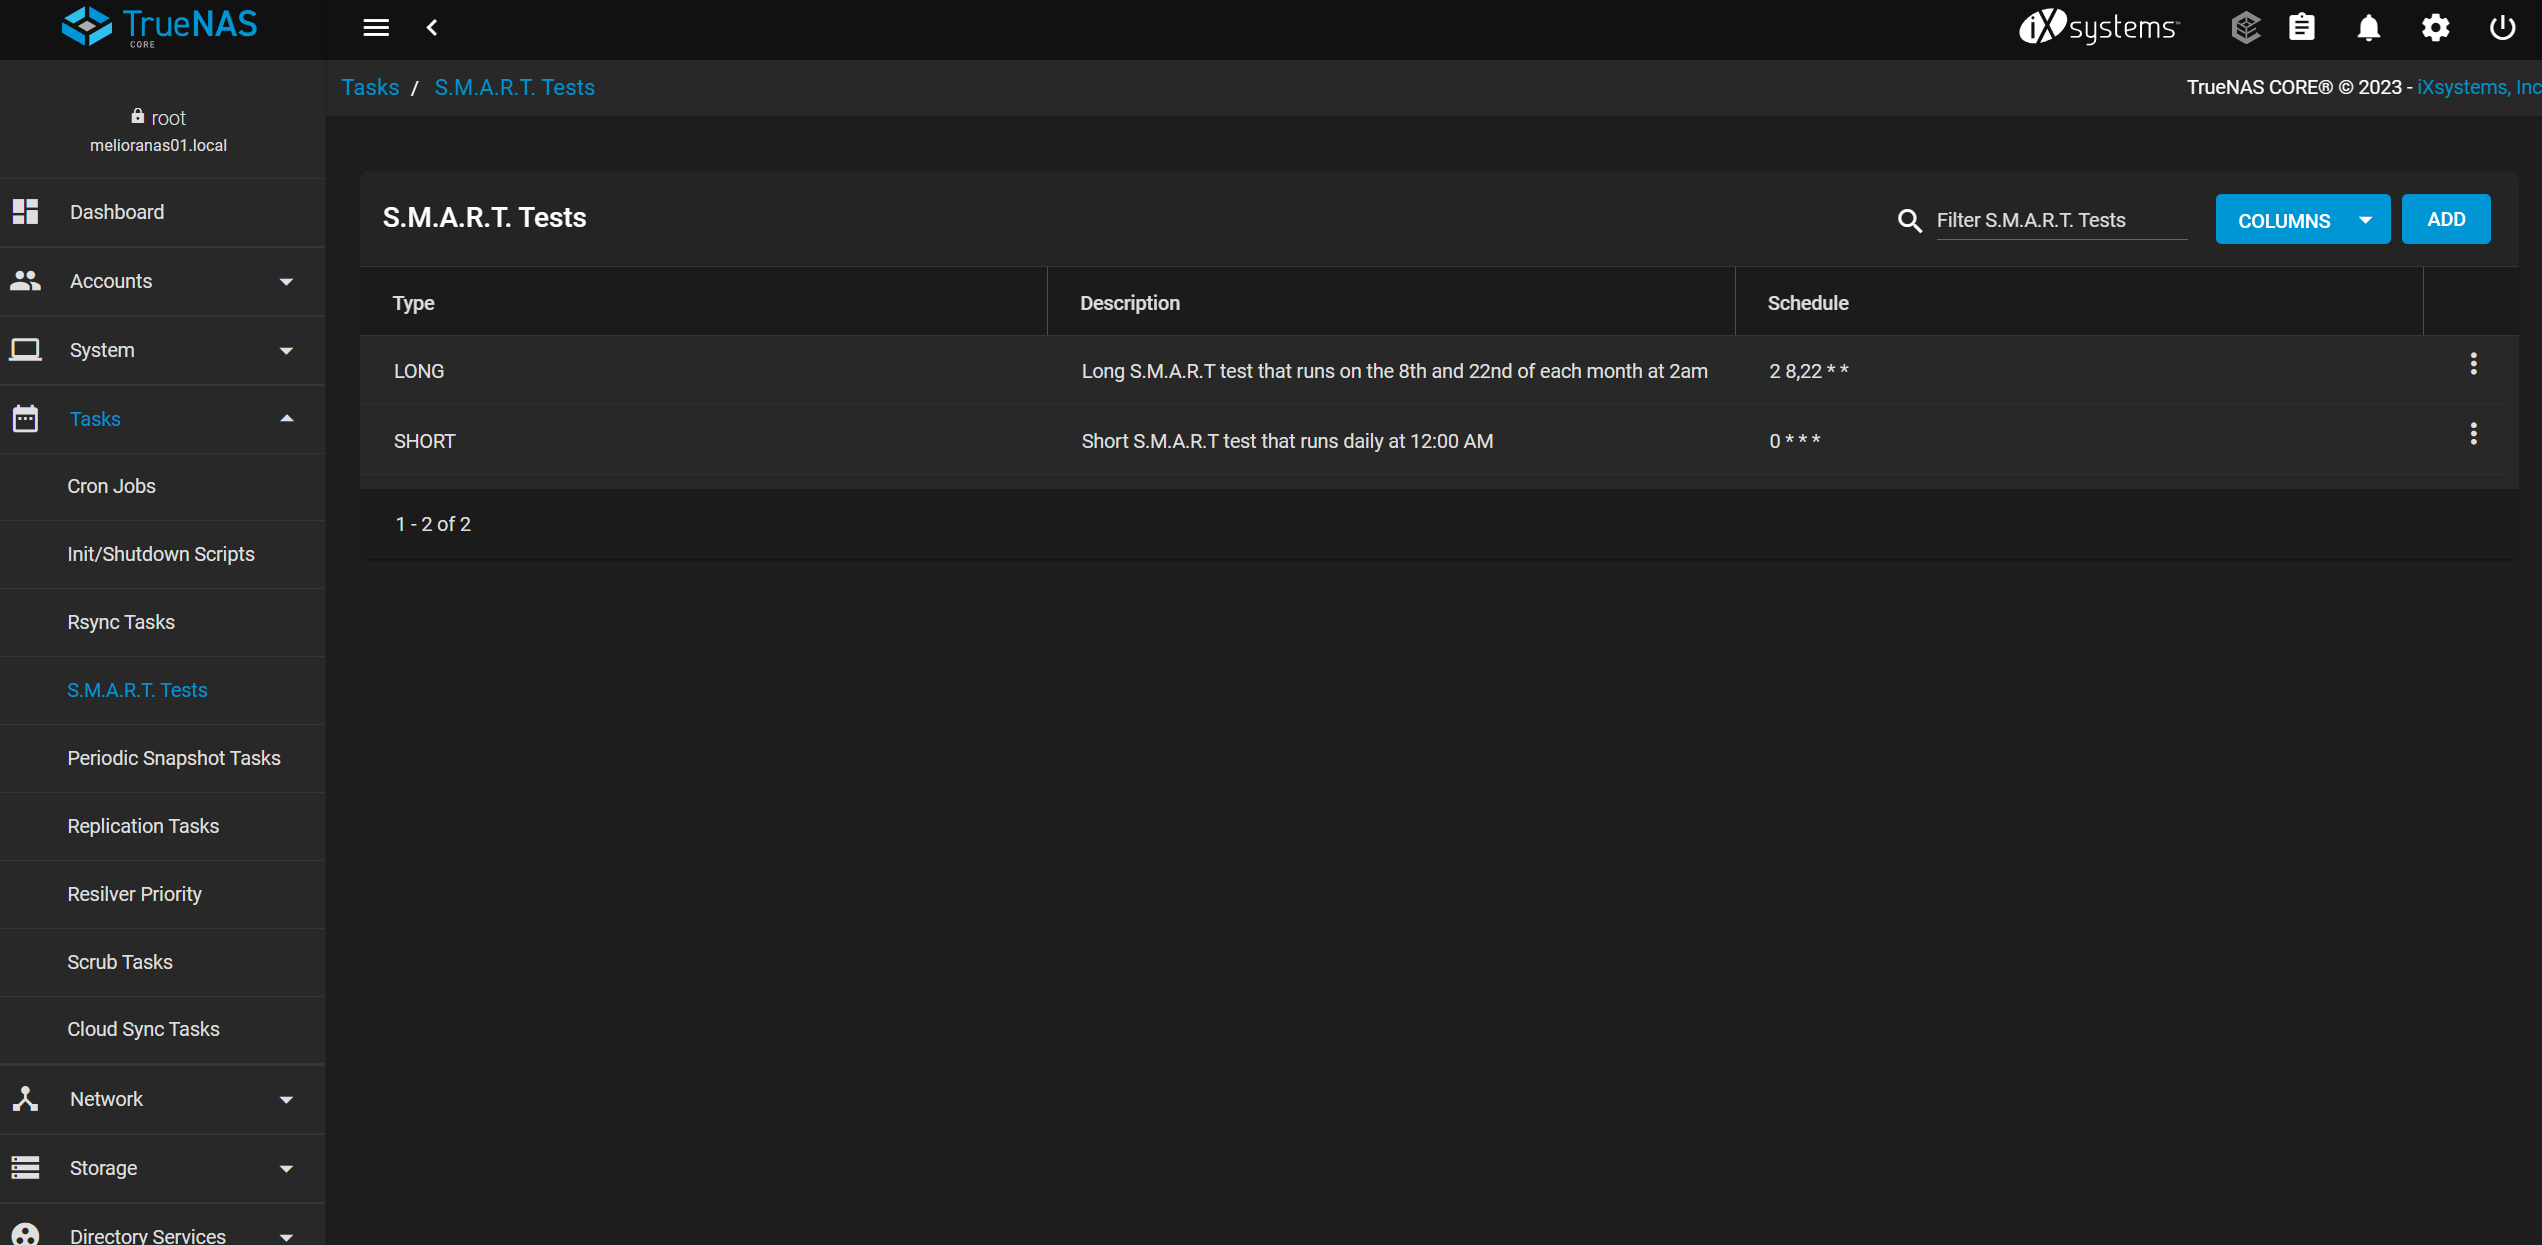 TrueNAS
CORE
iXsystems™
Tasks / S.M.A.R.T. Tests
TrueNAS CORE® © 2023 - iXsystems, Inc
root
melioranas01.local
Dashboard
Accounts
System
Tasks
Cron Jobs
Init/Shutdown Scripts
Rsync Tasks
S.M.A.R.T. Tests
Periodic Snapshot Tasks
Replication Tasks
Resilver Priority
Scrub Tasks
Cloud Sync Tasks
Network
Storage
Directory Services
S.M.A.R.T. Tests
Filter S.M.A.R.T. Tests
COLUMNS
ADD
Type Description Schedule
LONG Long S.M.A.R.T test that runs on the 8th and 22nd of each month at 2am 2 8,22 * *
SHORT Short S.M.A.R.T test that runs daily at 12:00 AM 0 * * *
1 - 2 of 2